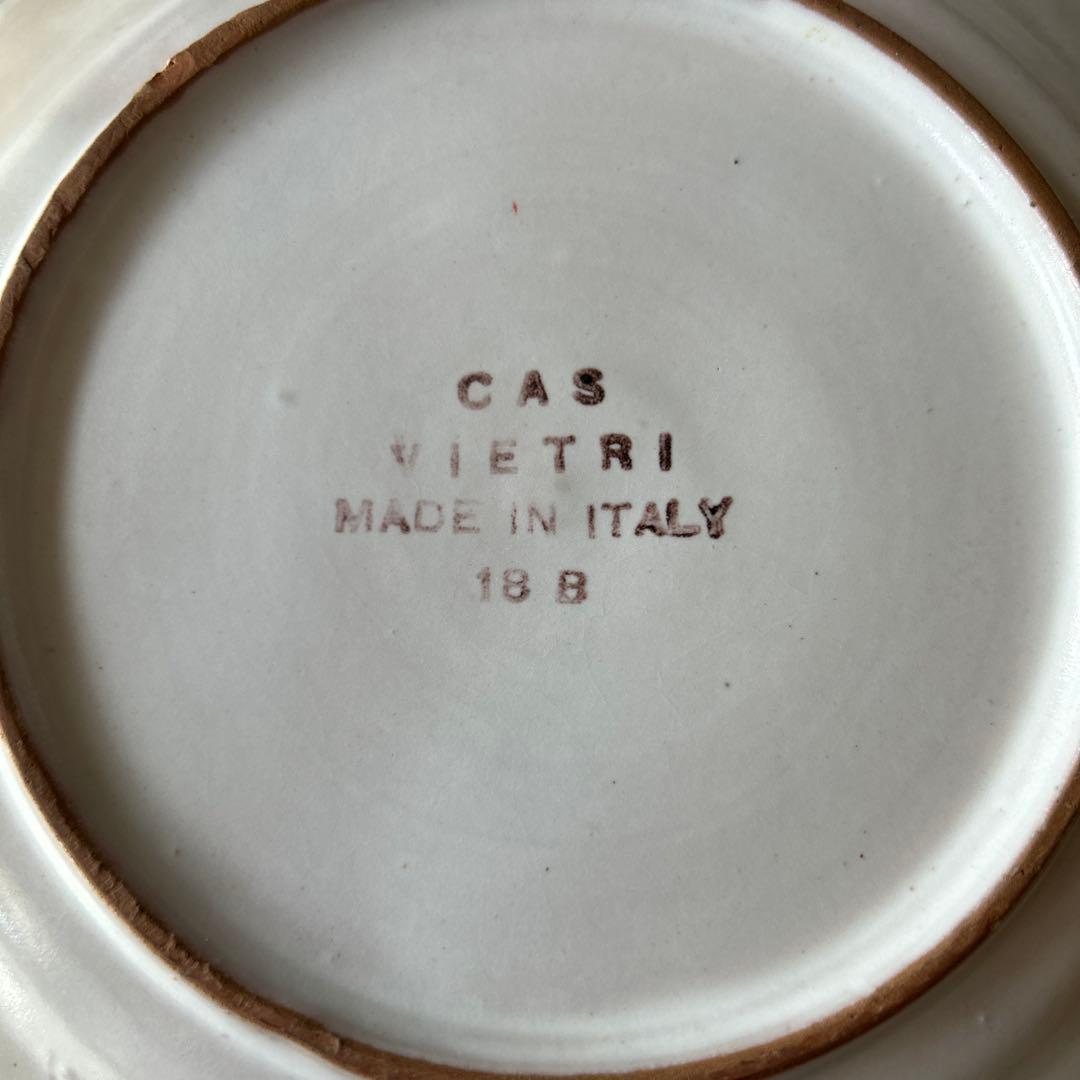 CAS
VIETRI
MADE IN ITALY
18 B